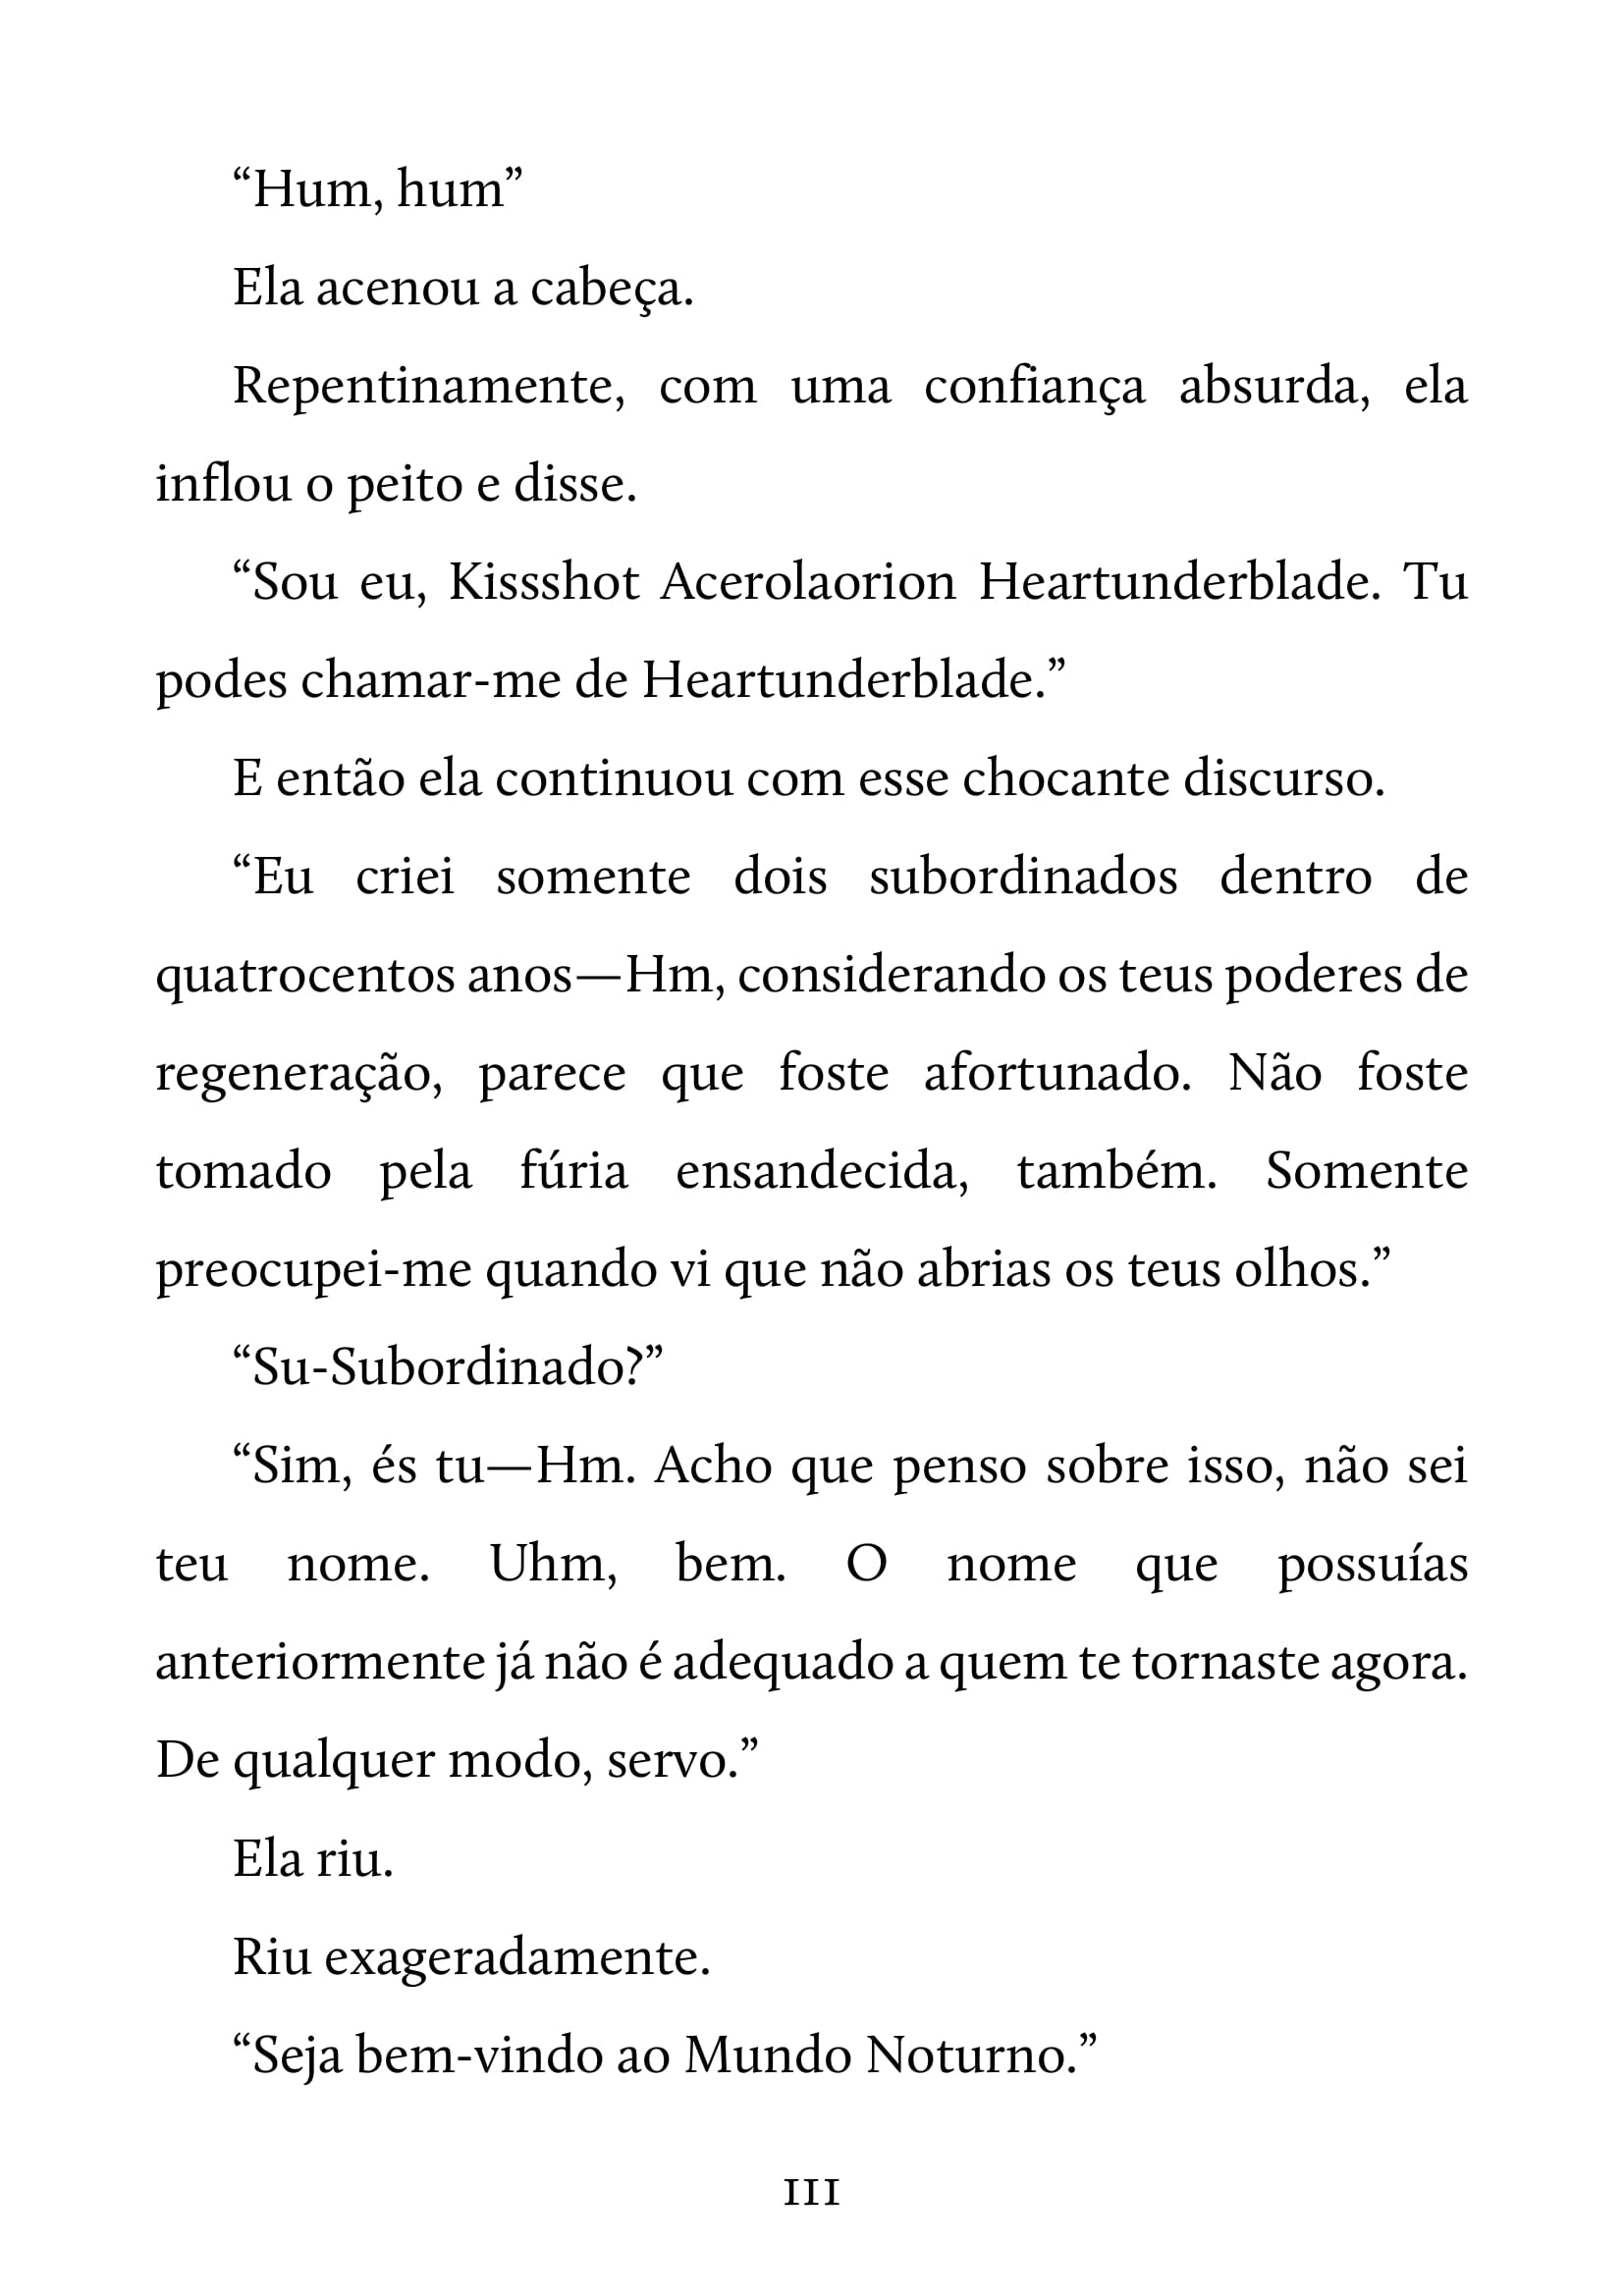 “Hum, hum”
Ela acenou a cabeça.
Repentinamente, com uma confiança absurda, ela
inflou o peito e disse.
“Sou eu, Kissshot Acerolaorion Heartunderblade. Tu
podes chamar-me de Heartunderblade.”
E então ela continuou com esse chocante discurso.
“Eu criei somente dois subordinados dentro de
quatrocentos anos—Hm, considerando os teus poderes de
regeneração, parece que foste afortunado. Não foste
tomado pela fúria ensandecida, também. Somente
preocupei-me quando vi que não abrias os teus olhos.”
“Su-Subordinado?”
“Sim, és tu—Hm. Acho que penso sobre isso, não sei
teu nome. Uhm, bem. O nome que possuías
anteriormente já não é adequado a quem te tornaste agora.
De qualquer modo, servo.”
Ela riu.
Riu exageradamente.
“Seja bem-vindo ao Mundo Noturno.”
111